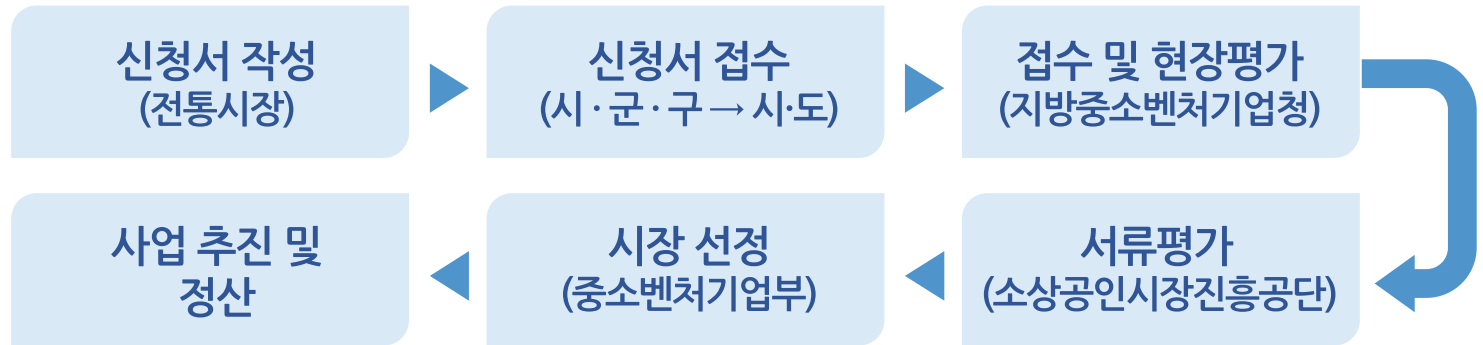 신청서 작성
(전통시장)
신청서 접수
(시·군·구→시·도)
접수 및 현장평가
(지방중소벤처기업청)
서류평가
(소상공인시장진흥공단)
시장 선정
(중소벤처기업부)
사업 추진 및
정산